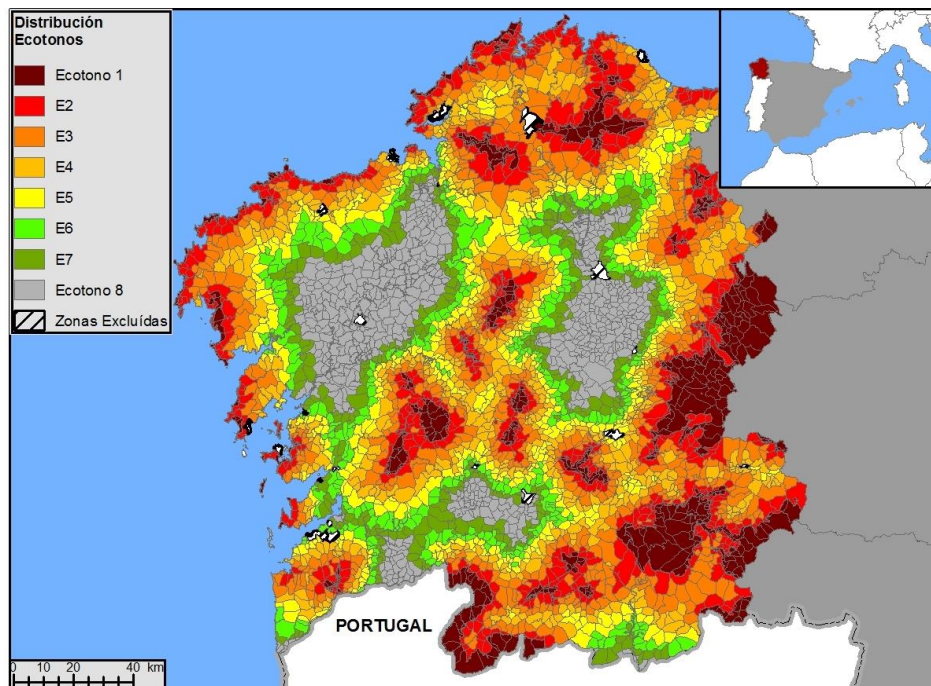 Distribución
Ecotonos
Ecotono 1
E2
E3
E4
E5
E6
E7
Ecotono 8
Zonas Excluídas
PORTUGAL
0 10 20 40 km